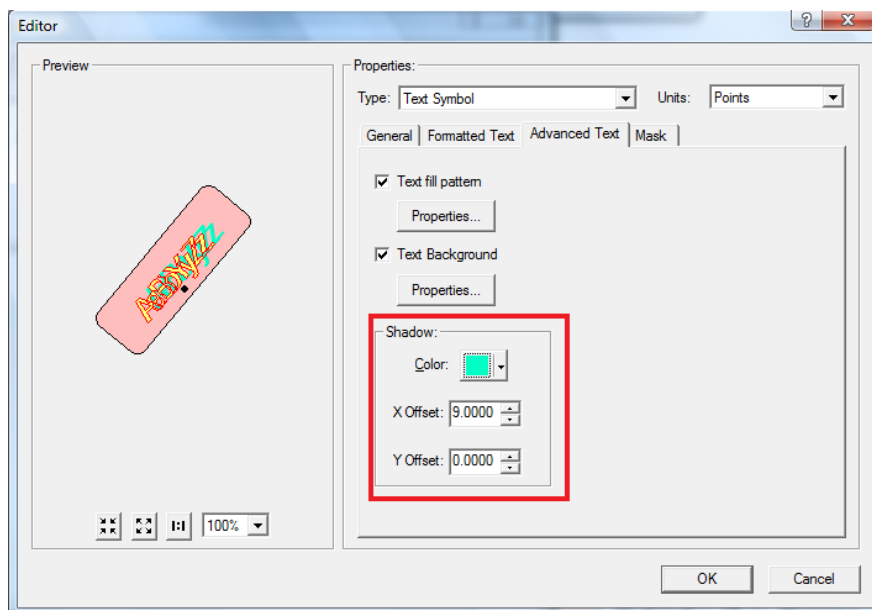 Editor
Preview
AaBbXxYyZz
100%
Properties:
Type: Text Symbol Units: Points
General Formatted Text Advanced Text Mask
Text fill pattern
Properties...
Text Background
Properties...
Shadow:
Color:
X Offset: 9.0000
Y Offset: 0.0000
OK Cancel